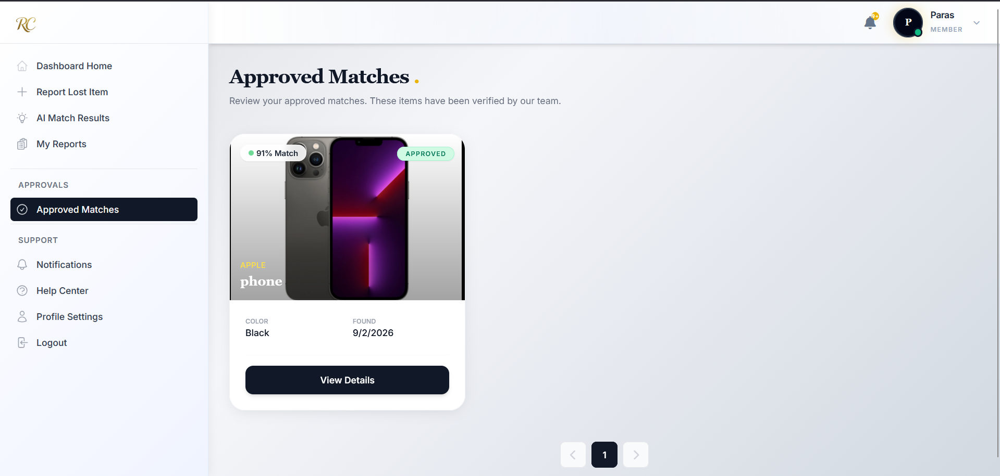 RC
9+
P
Paras
MEMBER
Dashboard Home
Report Lost Item
AI Match Results
My Reports
APPROVALS
Approved Matches
SUPPORT
Notifications
Help Center
Profile Settings
Logout
Approved Matches .
Review your approved matches. These items have been verified by our team.
91% Match
APPROVED
APPLE
phone
COLOR
Black
FOUND
9/2/2026
View Details
1